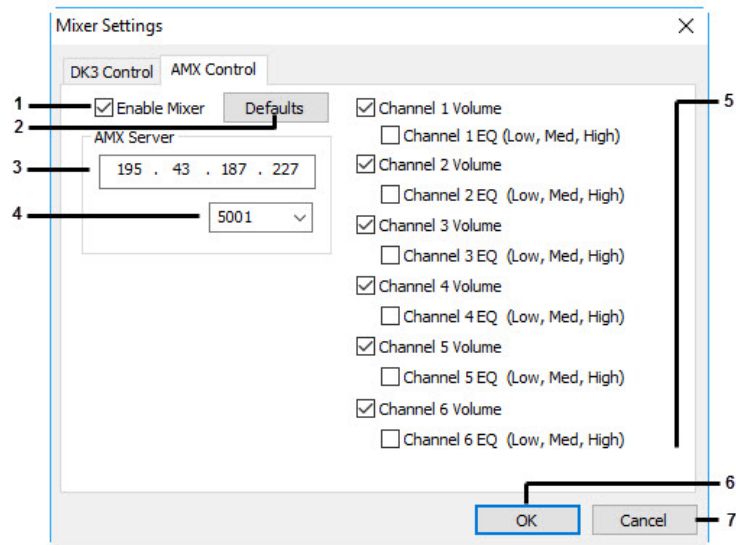 Mixer Settings
DK3 Control AMX Control
1 Enable Mixer Defaults
2
AMX Server
3 195 . 43 . 187 . 227
4 5001
Channel 1 Volume 5
Channel 1 EQ (Low, Med, High)
Channel 2 Volume
Channel 2 EQ (Low, Med, High)
Channel 3 Volume
Channel 3 EQ (Low, Med, High)
Channel 4 Volume
Channel 4 EQ (Low, Med, High)
Channel 5 Volume
Channel 5 EQ (Low, Med, High)
Channel 6 Volume
Channel 6 EQ (Low, Med, High)
6
OK Cancel 7